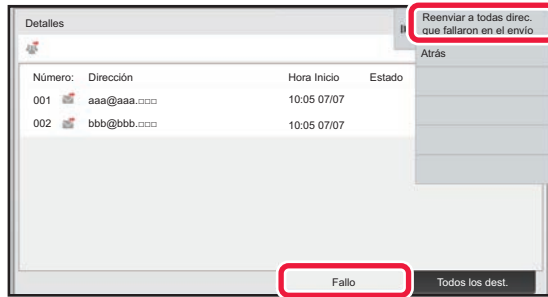 Detalles
Reenviar a todas direc.
que fallaron en el envío
Atrás
Número: Dirección Hora Inicio Estado
001 aaa@aaa.□□□ 10:05 07/07
002 bbb@bbb.□□□ 10:05 07/07
Fallo
Todos los dest.